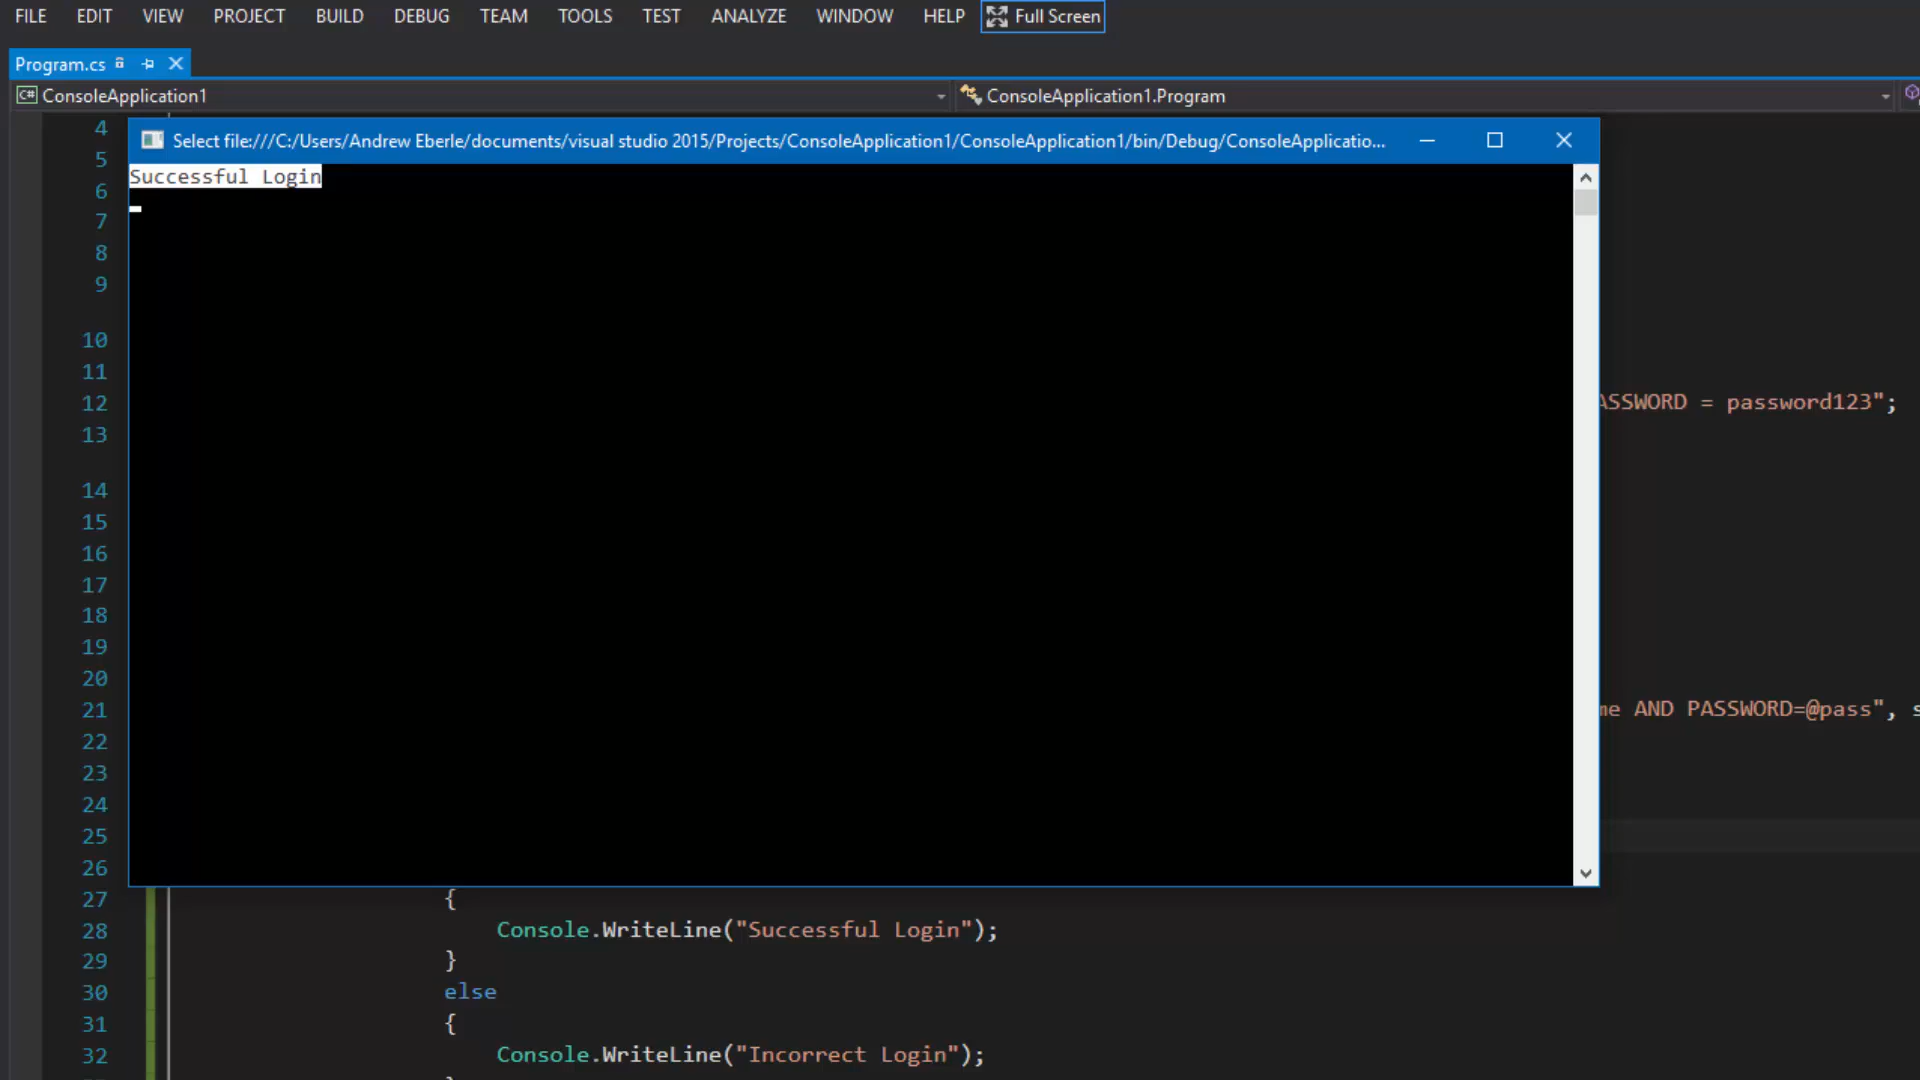 FILE EDIT VIEW PROJECT BUILD DEBUG TEAM TOOLS TEST ANALYZE WINDOW HELP Full Screen
Program.cs
C# ConsoleApplication1 ConsoleApplication1.Program
Select file:///C:/Users/Andrew Eberle/documents/visual studio 2015/Projects/ConsoleApplication1/ConsoleApplication1/bin/Debug/ConsoleApplicatio...
Successful Login
4
5
6
7
8
9
10
11
12 ASSWORD = password123";
13
14
15
16
17
18
19
20
21 me AND PASSWORD=@pass", s
22
23
24
25
26
27 {
28 Console.WriteLine("Successful Login");
29 }
30 else
31 {
32 Console.WriteLine("Incorrect Login");